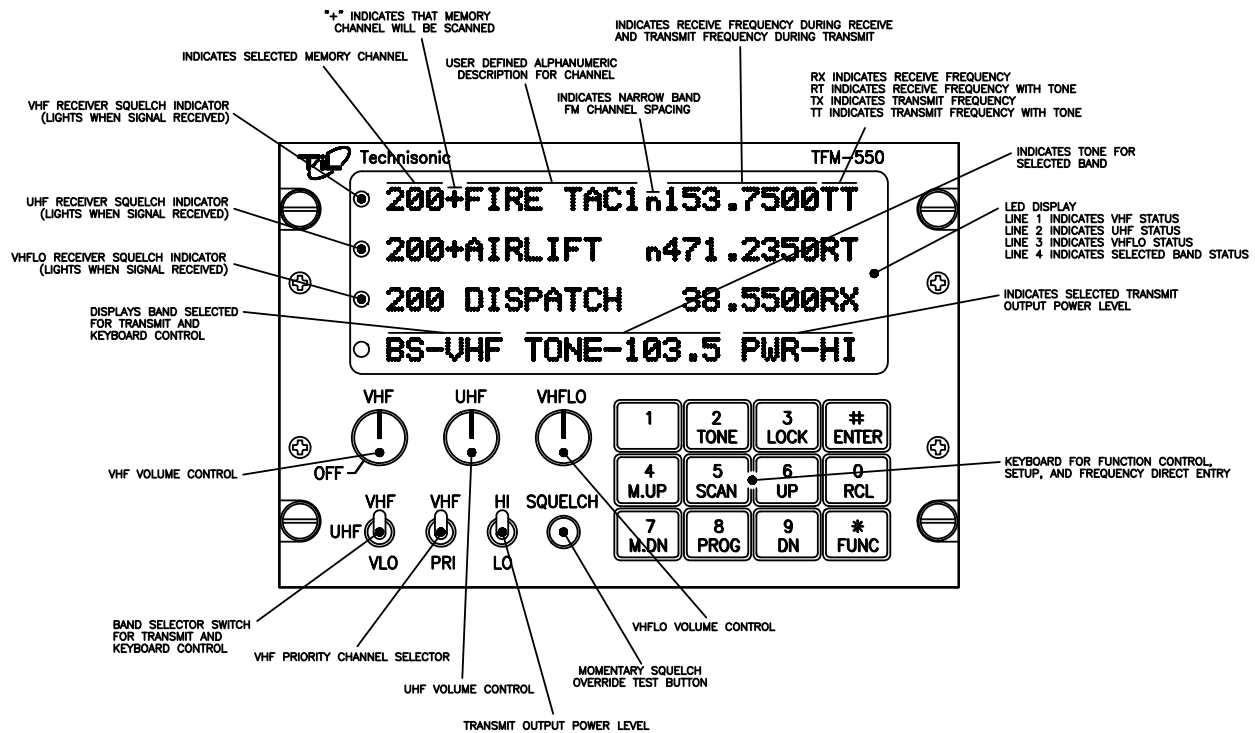 "+" INDICATES THAT MEMORY
CHANNEL WILL BE SCANNED
INDICATES RECEIVE FREQUENCY DURING RECEIVE
AND TRANSMIT FREQUENCY DURING TRANSMIT
INDICATES SELECTED MEMORY CHANNEL
USER DEFINED ALPHANUMERIC
DESCRIPTION FOR CHANNEL
RX INDICATES RECEIVE FREQUENCY
RT INDICATES RECEIVE FREQUENCY WITH TONE
TX INDICATES TRANSMIT FREQUENCY
TT INDICATES TRANSMIT FREQUENCY WITH TONE
INDICATES NARROW BAND
FM CHANNEL SPACING
VHF RECEIVER SQUELCH INDICATOR
(LIGHTS WHEN SIGNAL RECEIVED)
Technisonic
TFM-550
INDICATES TONE FOR
SELECTED BAND
200+FIRE TAC1n153.7500TT
UHF RECEIVER SQUELCH INDICATOR
(LIGHTS WHEN SIGNAL RECEIVED)
LED DISPLAY
LINE 1 INDICATES VHF STATUS
LINE 2 INDICATES UHF STATUS
LINE 3 INDICATES VHFLO STATUS
LINE 4 INDICATES SELECTED BAND STATUS
200+AIRLIFT n471.2350RT
VHFLO RECEIVER SQUELCH INDICATOR
(LIGHTS WHEN SIGNAL RECEIVED)
200 DISPATCH 38.5500RX
INDICATES SELECTED TRANSMIT
OUTPUT POWER LEVEL
DISPLAYS BAND SELECTED
FOR TRANSMIT AND
KEYBOARD CONTROL
BS-VHF TONE-103.5 PWR-HI
VHF UHF VHFLO
OFF
1 2 3 #
TONE LOCK ENTER
4 5 6 0
M.UP SCAN UP RCL
7 8 9 *
M.DN PROG DN FUNC
VHF VOLUME CONTROL
KEYBOARD FOR FUNCTION CONTROL,
SETUP, AND FREQUENCY DIRECT ENTRY
VHF VHF HI SQUELCH
UHF
VLO PRI LO
BAND SELECTOR SWITCH
FOR TRANSMIT AND
KEYBOARD CONTROL
VHFLO VOLUME CONTROL
VHF PRIORITY CHANNEL SELECTOR
MOMENTARY SQUELCH
OVERRIDE TEST BUTTON
UHF VOLUME CONTROL
TRANSMIT OUTPUT POWER LEVEL